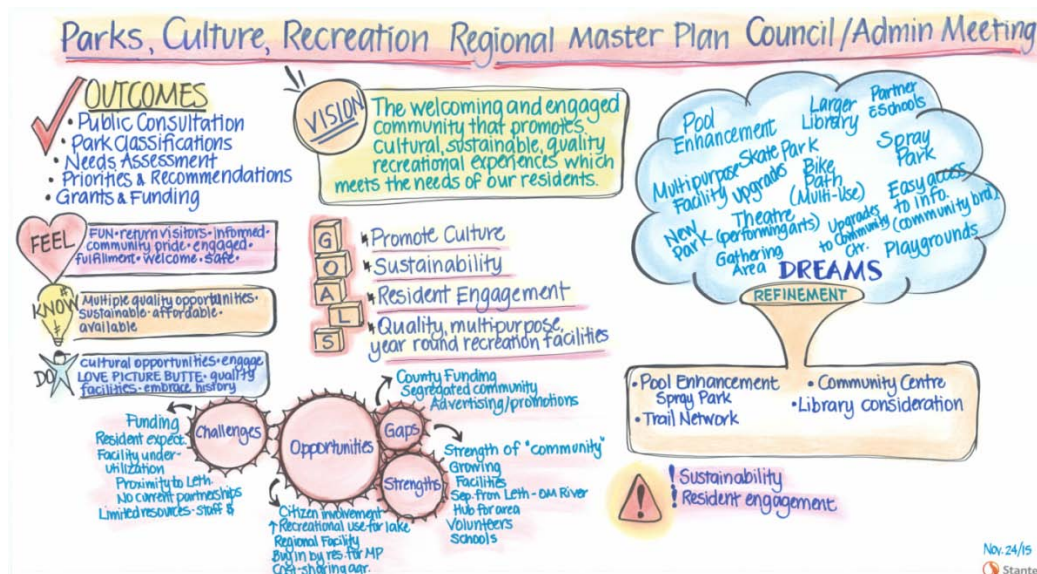 Parks, Culture, Recreation Regional Master Plan Council/Admin Meeting
OUTCOMES
• Public Consultation
• Park Classifications
• Needs Assessment
• Priorities & Recommendations
• Grants & Funding
FEEL
FUN • return visitors • informed
community pride • engaged
fulfillment • welcome • safe •
KNOW
Multiple quality opportunities •
sustainable • affordable •
available
DO
Cultural opportunities • engage
LOVE PICTURE BUTTE • quality
facilities • embrace history
VISION
The welcoming and engaged
community that promotes
cultural, sustainable, quality
recreational experiences which
meets the needs of our residents.
GOALS
Promote Culture
Sustainability
Resident Engagement
Quality, multipurpose,
year round recreation facilities
Pool
Enhancement
Larger
Library
Partner
c̄ Schools
Multipurpose
Facility
Skate Park
Upgrades
Bike
Path
(Multi-Use)
Spray
Park
Easy access
to info.
(community brd.)
New
Park
Theatre
(performing arts)
Gathering
Area
Upgrades
to Community
Ctr.
Playgrounds
DREAMS
REFINEMENT
• Pool Enhancement
Spray Park
• Trail Network
• Community Centre
• Library consideration
!
! Sustainability
! Resident engagement
Challenges
Funding
Resident expect.
Facility under-
utilization
Proximity to Leth.
No current partnerships
Limited resources - staff $
Opportunities
Citizen involvement
↑ Recreational use for lake
Regional Facility
Buy in by res. for MP
Cost-sharing agr.
Gaps
County Funding
Segregated community
Advertising/promotions
Strengths
Strength of "community"
Growing
Facilities
Sep. from Leth - OM River
Hub for area
Volunteers
Schools
Nov. 24/15
Stante